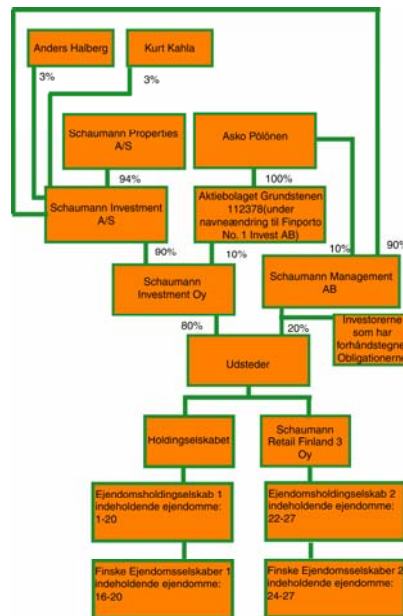 Anders Halberg
Kurt Kahla
3%
3%
Schaumann Properties
A/S
Asko Pölönen
94%
100%
Schaumann Investment
A/S
Aktiebolaget Grundstenen
112378(under
navneændring til Finporto
No. 1 Invest AB)
90%
10%
10%
90%
Schaumann
Investment Oy
Schaumann Management
AB
80%
20%
Investorerne
som har
forhåndstegnet
Obligationerne
Udsteder
Holdingselskabet
Schaumann
Retail Finland 3
Oy
Ejendomsholdingselskab 1
indeholdende ejendomme:
1-20
Ejendomsholdingselskab 2
indeholdende ejendomme:
22-27
Finske Ejendomsselskaber 1
indeholdende ejendomme:
16-20
Finske Ejendomsselskaber 2
indeholdende ejendomme:
24-27